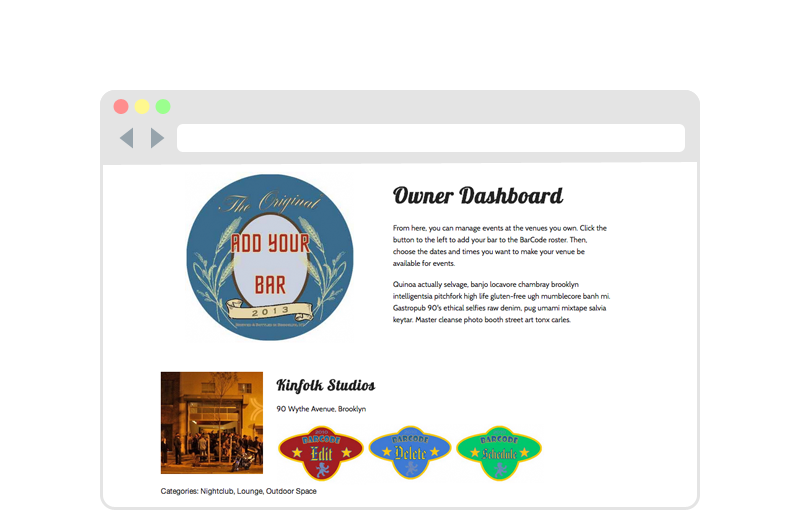 The Original
ADD YOUR
BAR
2013
Owner Dashboard
From here, you can manage events at the venues you own. Click the
button to the left to add your bar to the BarCode roster. Then,
choose the dates and times you want to make your venue be
available for events.
Quinoa actually selvage, banjo locavore chambray brooklyn
intelligentsia pitchfork high life gluten-free ugh mumblecore banh mi.
Gastropub 90's ethical selfies raw denim, pug umami mixtape salvia
keytar. Master cleanse photo booth street art tonx carles.
Kinfolk Studios
90 Wythe Avenue, Brooklyn
BARCODE
Edit
BARCODE
Delete
BARCODE
Schedule
Categories: Nightclub, Lounge, Outdoor Space